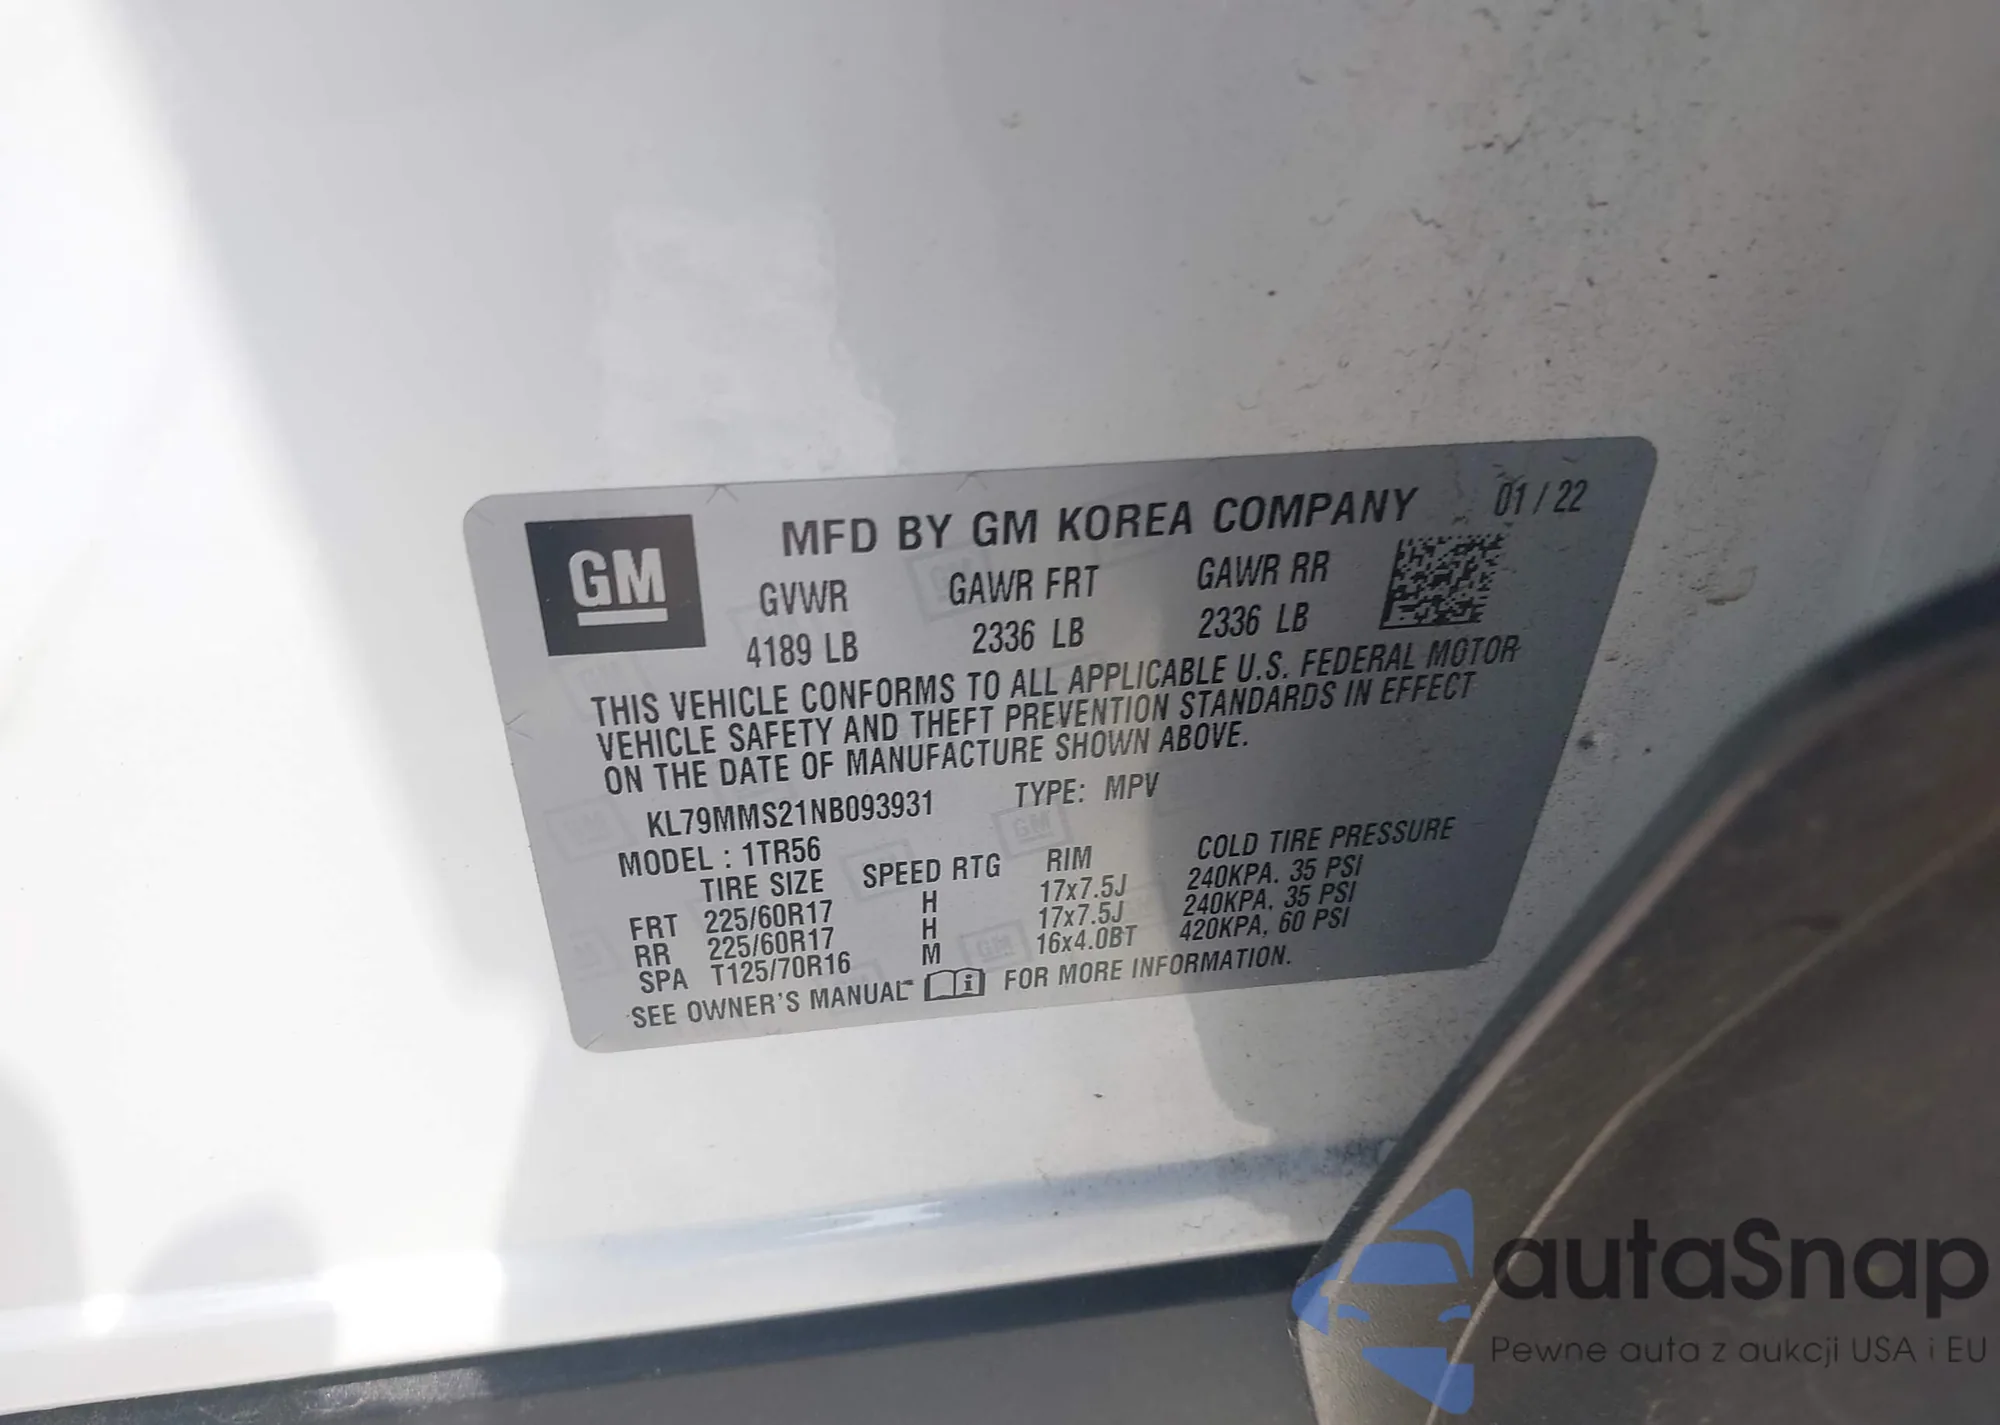 GM
MFD BY GM KOREA COMPANY 01 / 22
GVWR GAWR FRT GAWR RR
4189 LB 2336 LB 2336 LB
THIS VEHICLE CONFORMS TO ALL APPLICABLE U.S. FEDERAL MOTOR
VEHICLE SAFETY AND THEFT PREVENTION STANDARDS IN EFFECT
ON THE DATE OF MANUFACTURE SHOWN ABOVE.
KL79MMS21NB093931 TYPE: MPV
MODEL : 1TR56
TIRE SIZE SPEED RTG RIM COLD TIRE PRESSURE
FRT 225/60R17 H 17x7.5J 240KPA. 35 PSI
RR 225/60R17 H 17x7.5J 240KPA, 35 PSI
SPA T125/70R16 M 16x4.0BT 420KPA, 60 PSI
SEE OWNER'S MANUAL FOR MORE INFORMATION.
autaSnap
Pewne auta z aukcji USA i EU